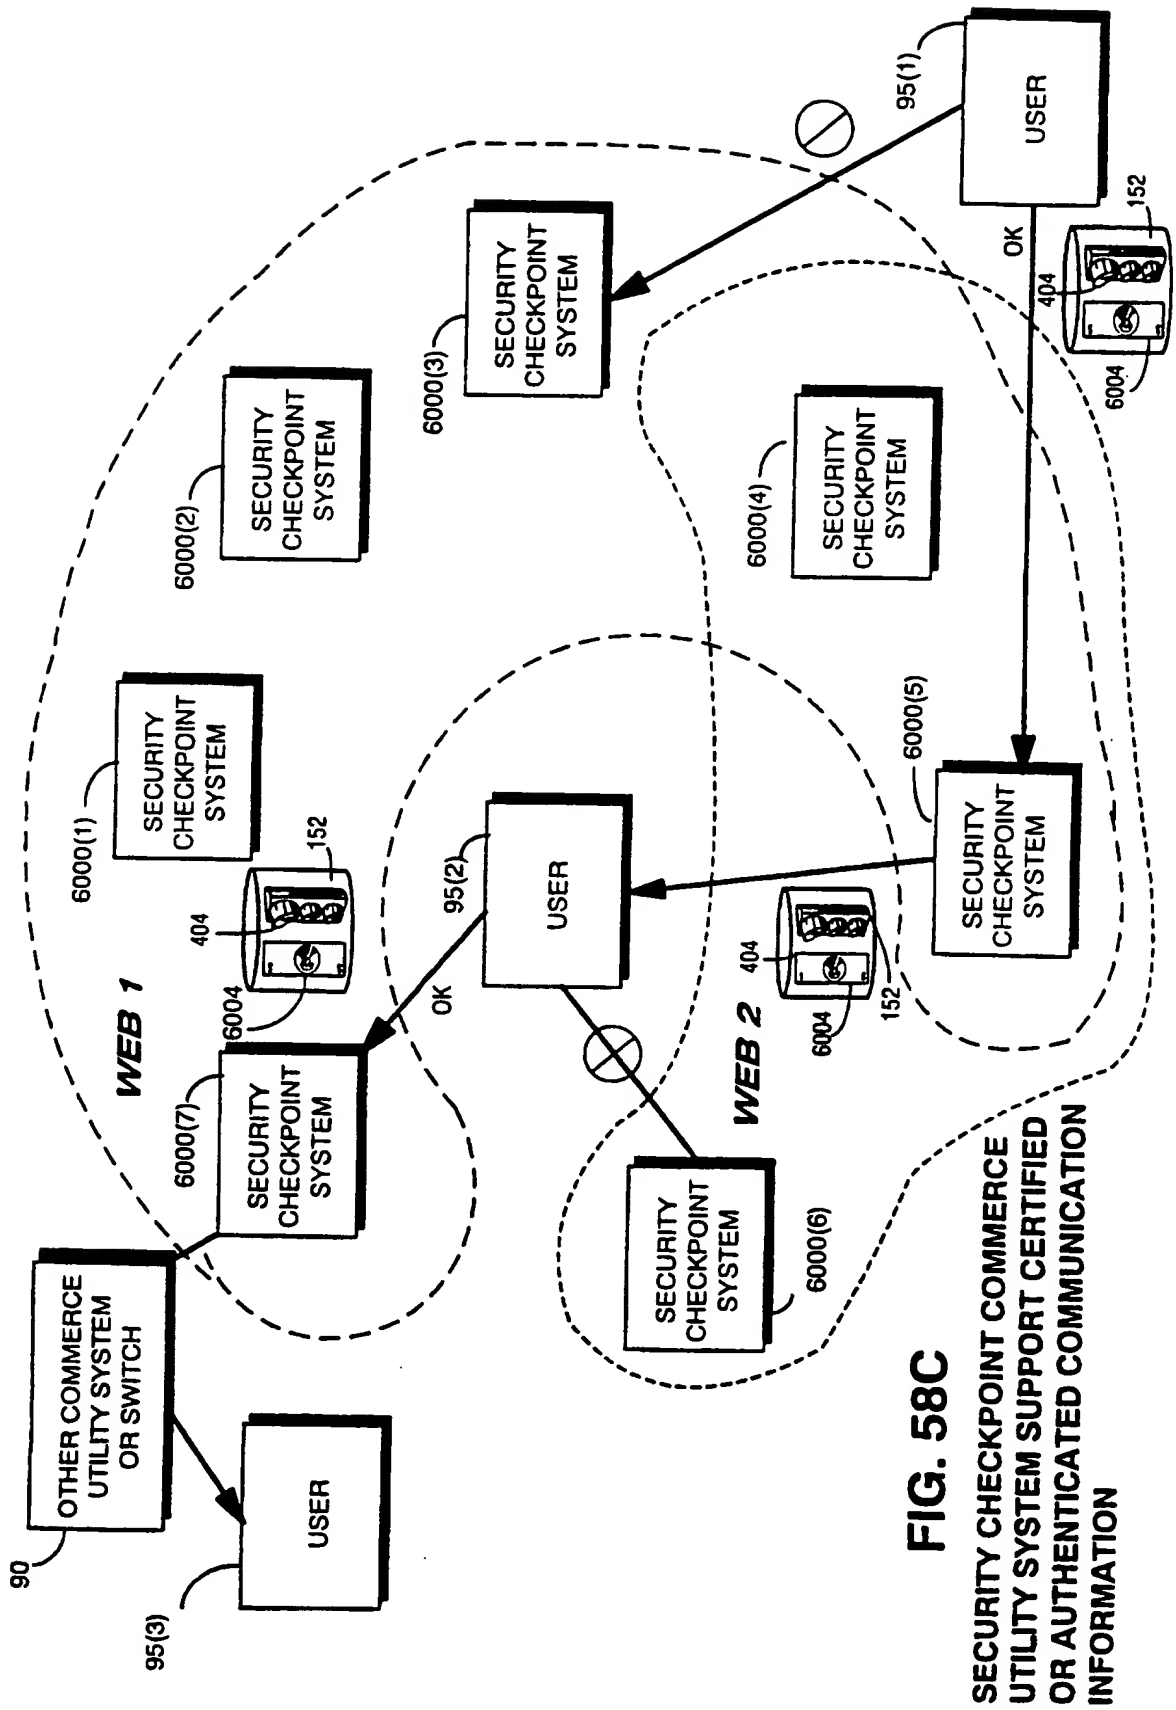 90
OTHER COMMERCE
UTILITY SYSTEM
OR SWITCH
95(3)
USER
WEB 1
6000(1)
SECURITY
CHECKPOINT
SYSTEM
6000(2)
SECURITY
CHECKPOINT
SYSTEM
6000(3)
SECURITY
CHECKPOINT
SYSTEM
6000(7)
SECURITY
CHECKPOINT
SYSTEM
6004
404
152
OK
95(2)
USER
95(1)
USER
OK
404
152
6004
6000(4)
SECURITY
CHECKPOINT
SYSTEM
6000(5)
SECURITY
CHECKPOINT
SYSTEM
WEB 2
404
6004
152
SECURITY
CHECKPOINT
SYSTEM
6000(6)
FIG. 58C
SECURITY CHECKPOINT COMMERCE
UTILITY SYSTEM SUPPORT CERTIFIED
OR AUTHENTICATED COMMUNICATION
INFORMATION